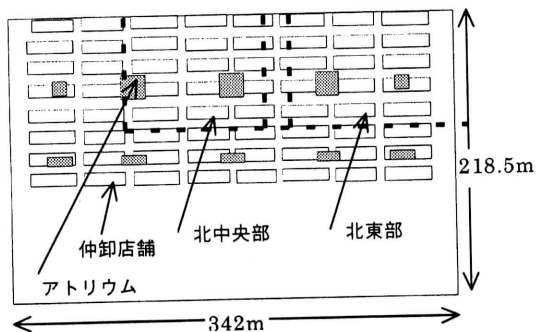 218.5m
北中央部
北東部
仲卸店舗
アトリウム
342m